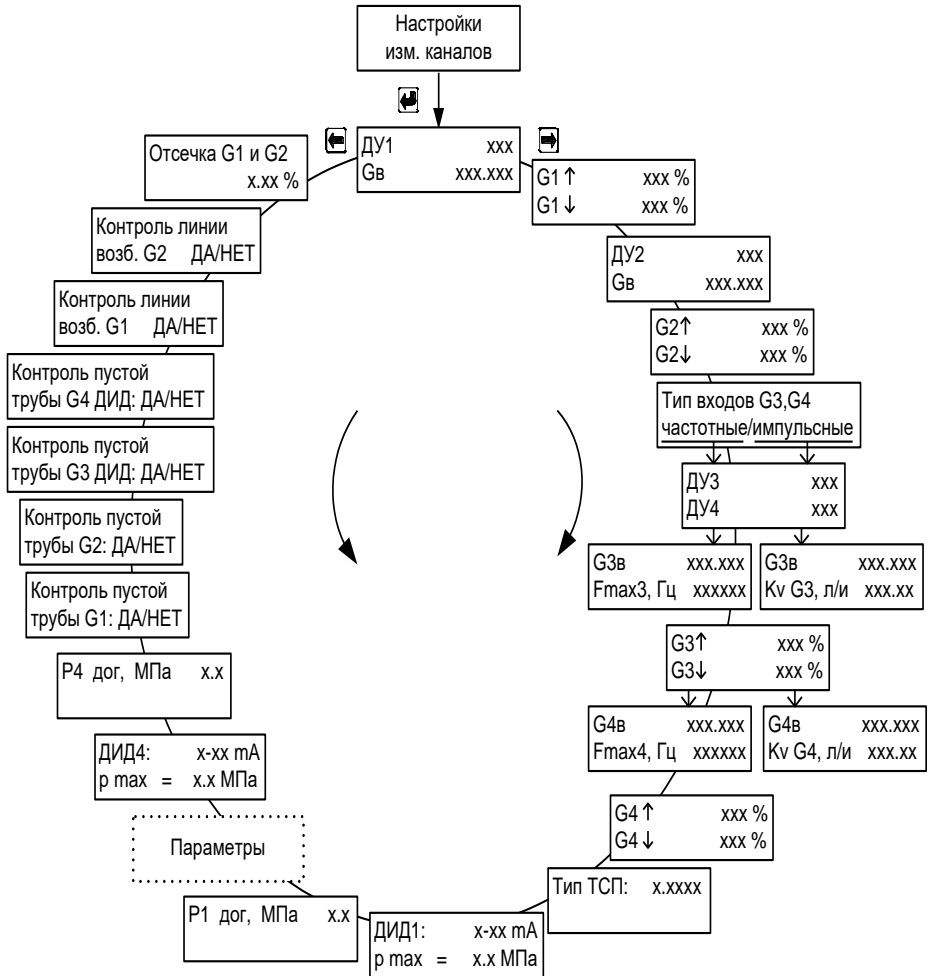 Настройки
изм. каналов
ДУ1 xxx
Gв xxx.xxx
G1↑ xxx %
G1↓ xxx %
ДУ2 xxx
Gв xxx.xxx
G2↑ xxx %
G2↓ xxx %
Тип входов G3,G4
частотные/импульсные
ДУ3 xxx
ДУ4 xxx
G3в xxx.xxx
Fmax3, Гц xxxxxx
G3в xxx.xxx
Kv G3, л/и xxx.xx
G3↑ xxx %
G3↓ xxx %
G4в xxx.xxx
Fmax4, Гц xxxxxx
G4в xxx.xxx
Kv G4, л/и xxx.xx
G4↑ xxx %
G4↓ xxx %
Тип ТСП: x.xxxx
ДИД1: x-xx mA
p max = x.x МПа
P1 дог, МПа x.x
Параметры
ДИД4: x-xx mA
p max = x.x МПа
P4 дог, МПа x.x
Контроль пустой
трубы G1: ДА/НЕТ
Контроль пустой
трубы G2: ДА/НЕТ
Контроль пустой
трубы G3 ДИД: ДА/НЕТ
Контроль пустой
трубы G4 ДИД: ДА/НЕТ
Контроль линии
возб. G1 ДА/НЕТ
Контроль линии
возб. G2 ДА/НЕТ
Отсечка G1 и G2
x.xx %